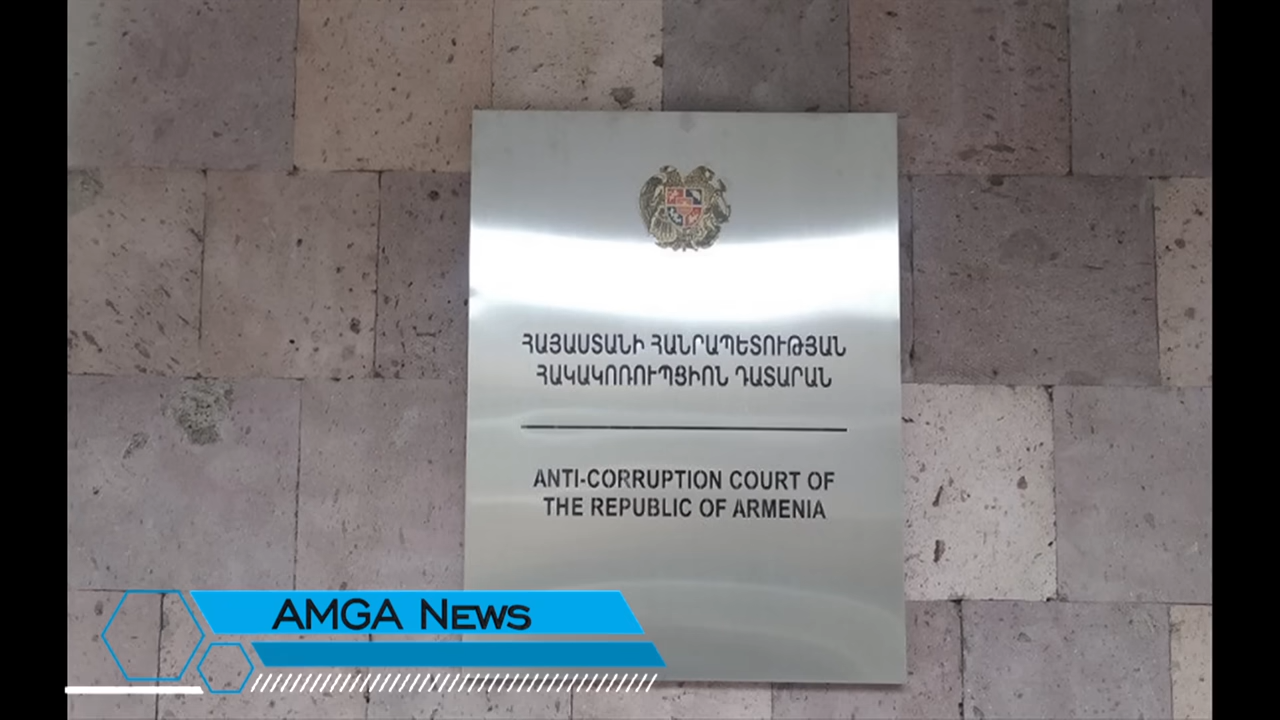 ՀԱՅԱՍՏԱՆԻ ՀԱՆՐԱՊԵՏՈՒԹՅԱՆ
ՀԱԿԱԿՈՌՈՒՊՑԻՈՆ ԴԱՏԱՐԱՆ
ANTI-CORRUPTION COURT OF
THE REPUBLIC OF ARMENIA
AMGA NEWS